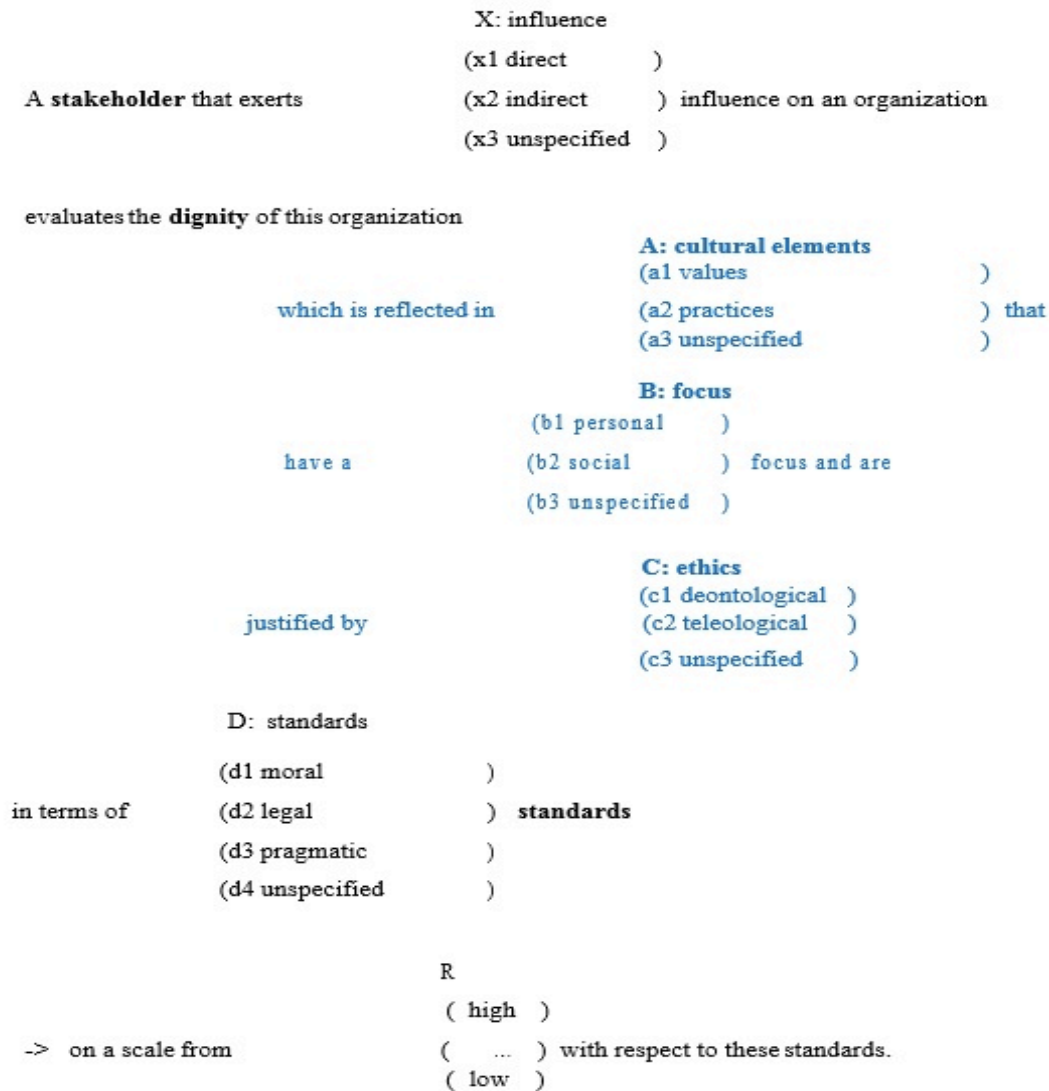 X: influence
(x1 direct )
A stakeholder that exerts (x2 indirect ) influence on an organization
(x3 unspecified )
evaluates the dignity of this organization
A: cultural elements
(a1 values )
which is reflected in (a2 practices ) that
(a3 unspecified )
B: focus
(b1 personal )
have a (b2 social ) focus and are
(b3 unspecified )
C: ethics
(c1 deontological )
justified by (c2 teleological )
(c3 unspecified )
D: standards
(d1 moral )
in terms of (d2 legal ) standards
(d3 pragmatic )
(d4 unspecified )
R
( high )
-> on a scale from ( ... ) with respect to these standards.
( low )